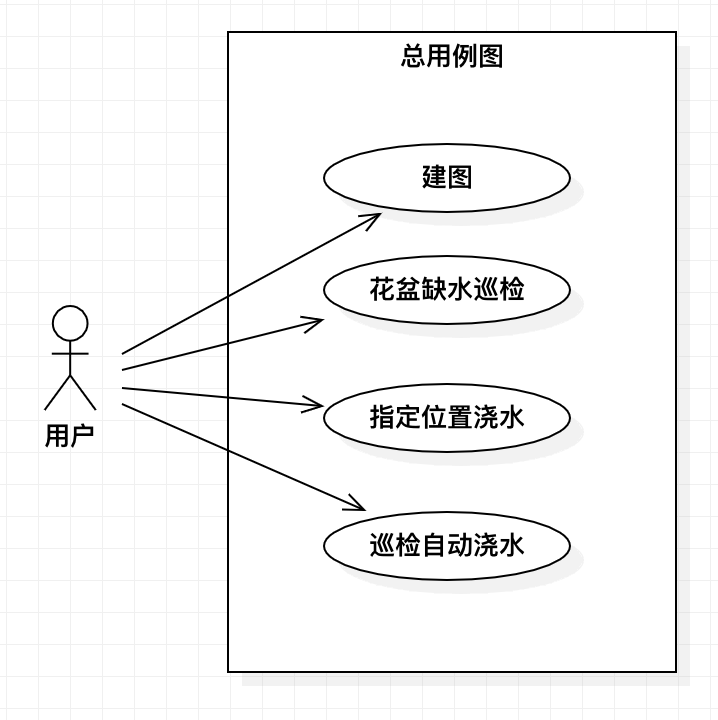 总用例图
建图
花盆缺水巡检
指定位置浇水
用户
巡检自动浇水